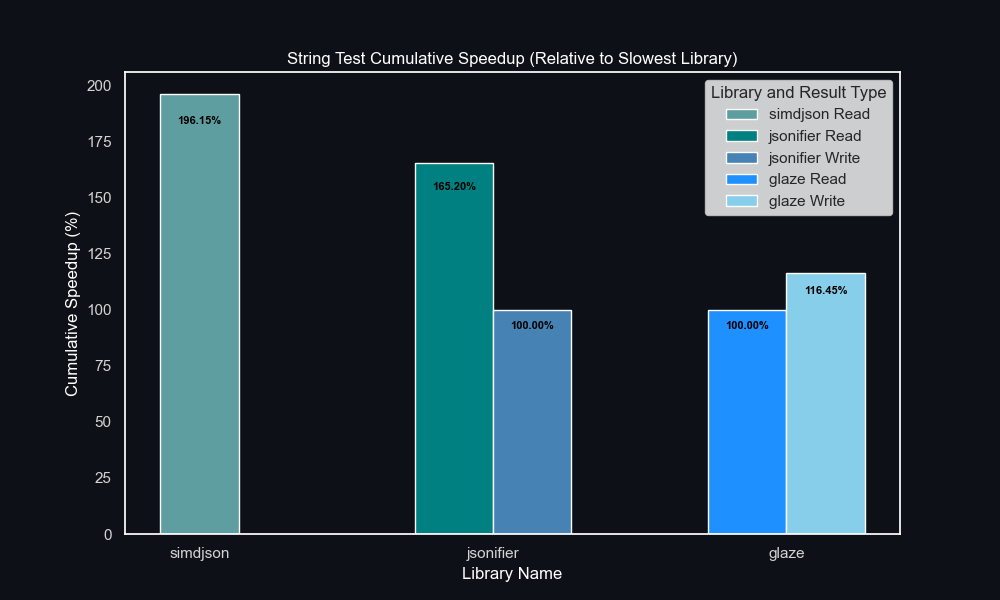 String Test Cumulative Speedup (Relative to Slowest Library)
Library and Result Type
simdjson Read
jsonifier Read
jsonifier Write
glaze Read
glaze Write
Cumulative Speedup (%)
200
175
150
125
100
75
50
25
0
196.15%
165.20%
100.00%
100.00%
116.45%
simdjson
jsonifier
glaze
Library Name